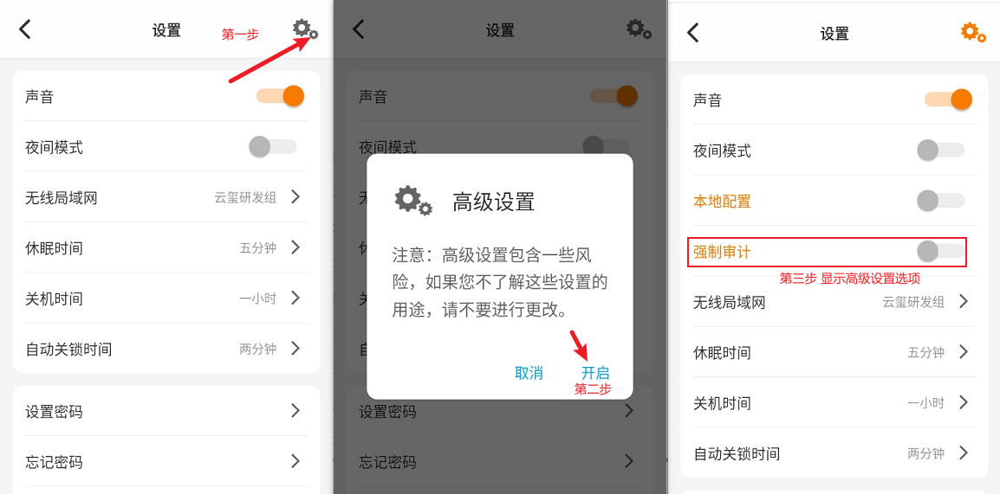 设置
第一步
声音
夜间模式
无线局域网 云玺研发组
休眠时间 五分钟
关机时间 一小时
自动关锁时间 两分钟
设置密码
忘记密码
设置
声音
夜间模式
高级设置
注意：高级设置包含一些风
险，如果您不了解这些设置的
用途，请不要进行更改。
取消 开启
第二步
设置密码
忘记密码
设置
声音
夜间模式
本地配置
强制审计
第三步 显示高级设置选项
无线局域网 云玺研发组
休眠时间 五分钟
关机时间 一小时
自动关锁时间 两分钟